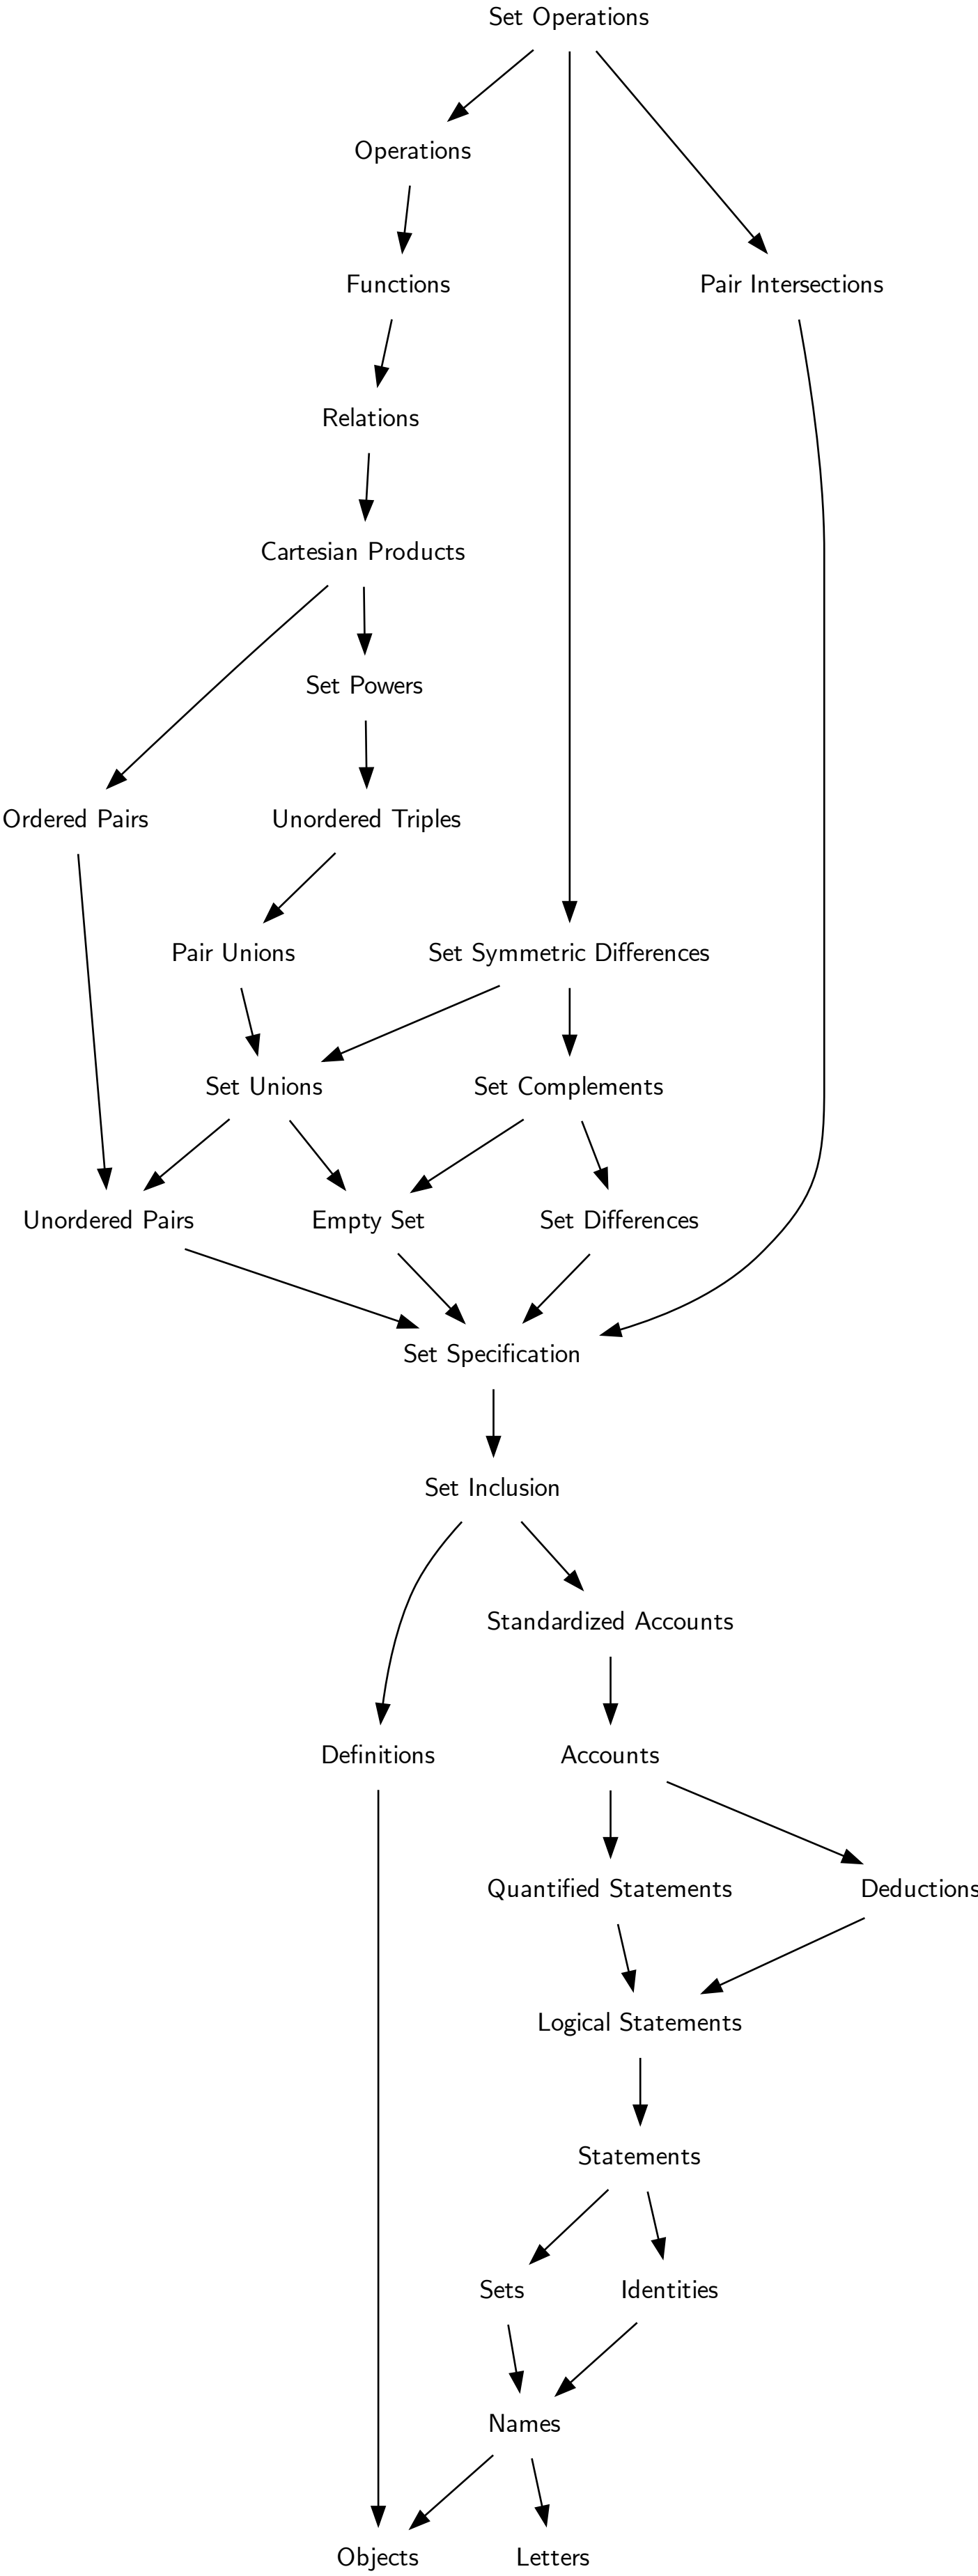 Set Operations
Operations
Functions
Pair Intersections
Relations
Cartesian Products
Set Powers
Ordered Pairs
Unordered Triples
Pair Unions
Set Symmetric Differences
Set Unions
Set Complements
Unordered Pairs
Empty Set
Set Differences
Set Specification
Set Inclusion
Standardized Accounts
Definitions
Accounts
Quantified Statements
Deductions
Logical Statements
Statements
Sets
Identities
Names
Objects
Letters